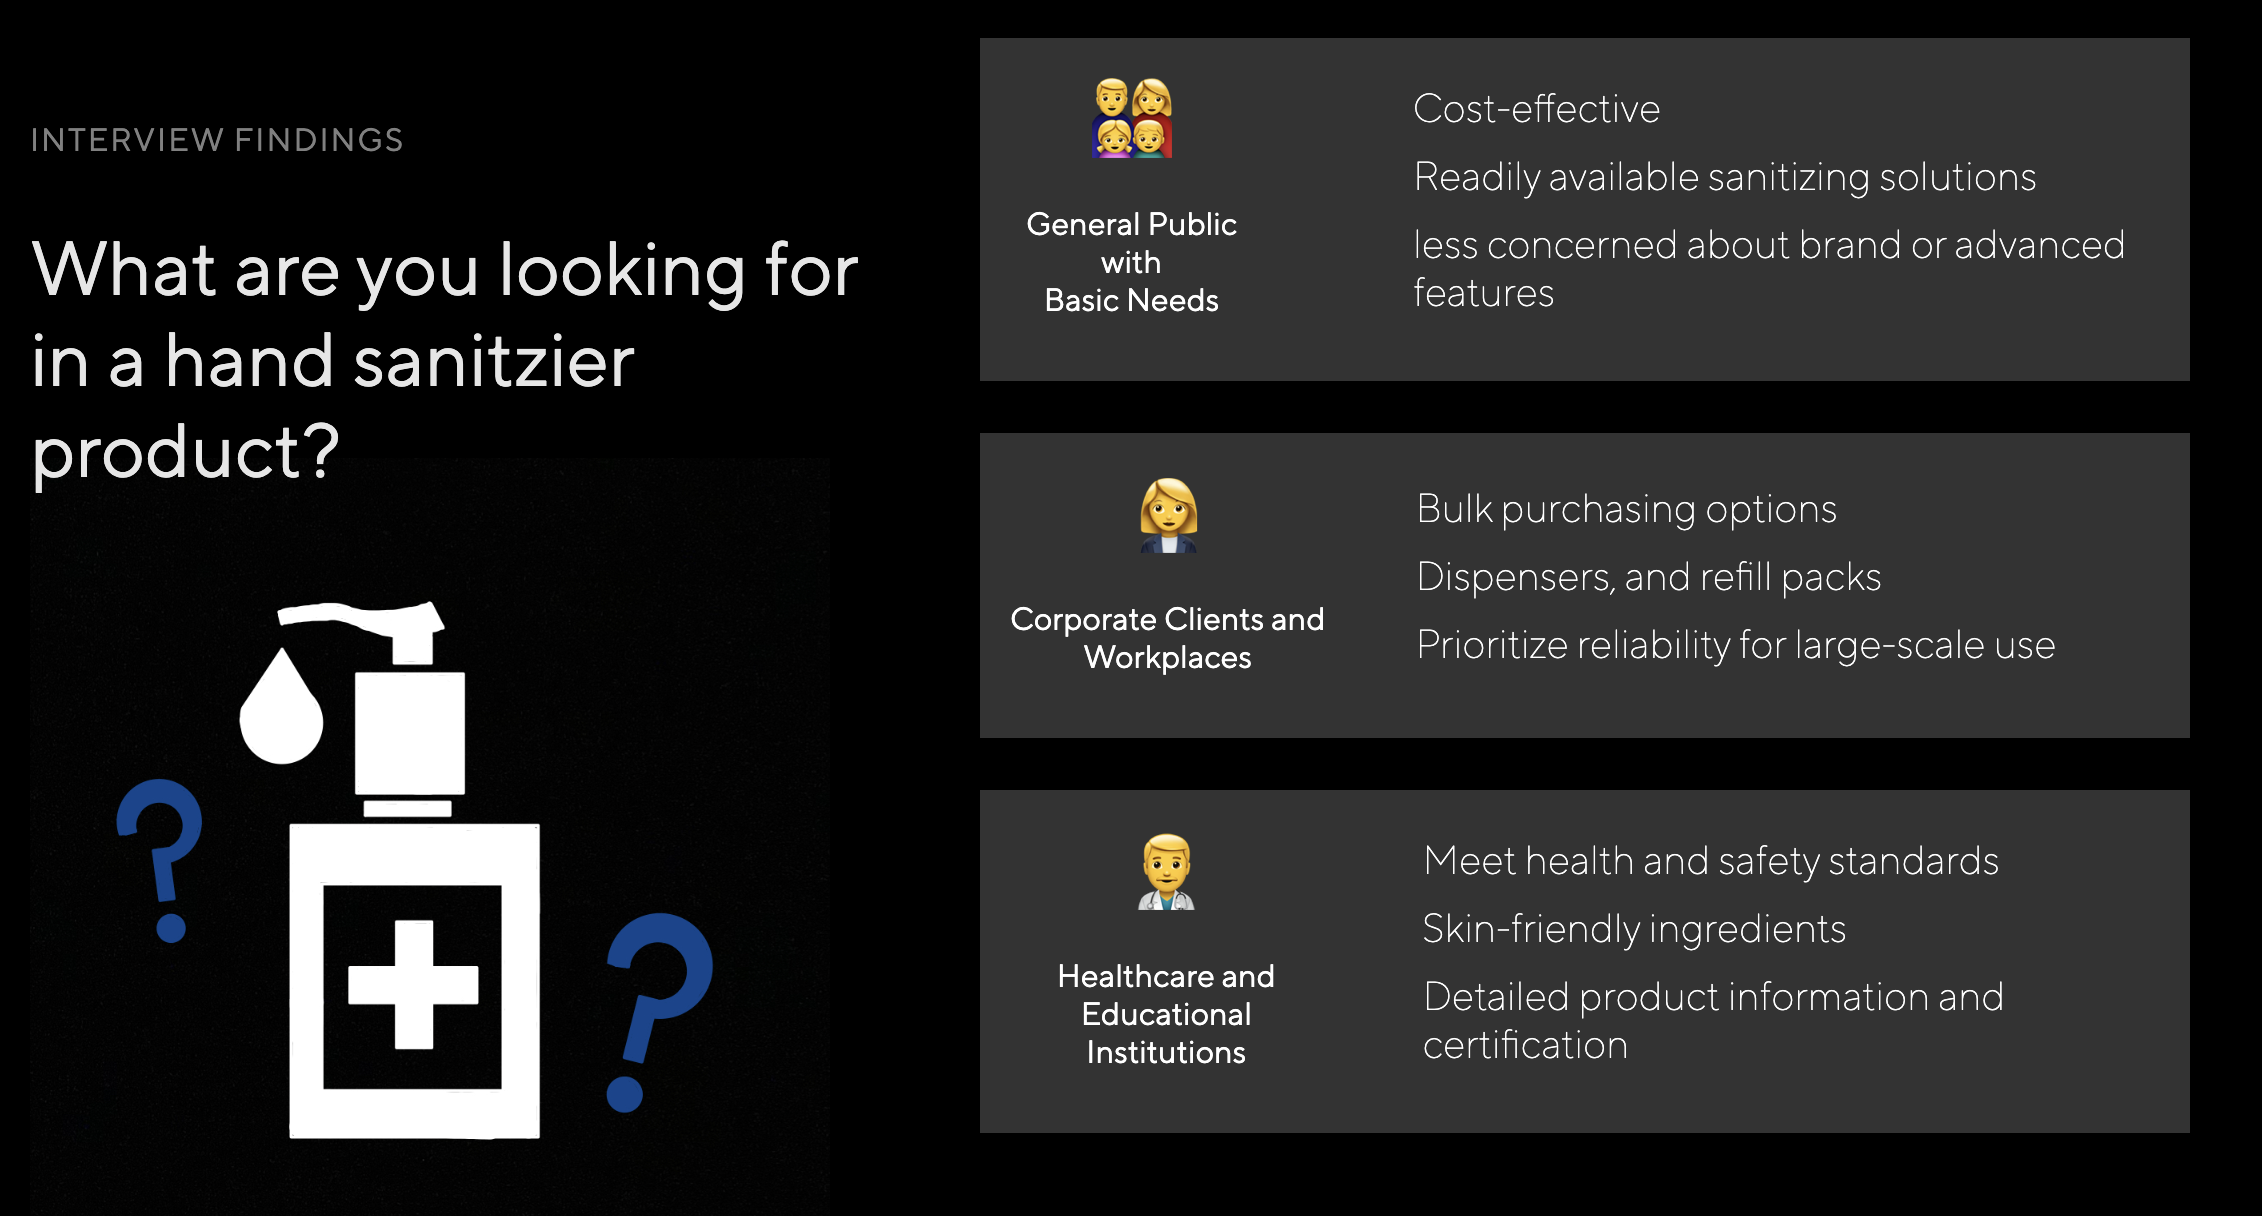 INTERVIEW FINDINGS
What are you looking for
in a hand sanitzier
product?
General Public
with
Basic Needs
Cost-effective
Readily available sanitizing solutions
less concerned about brand or advanced
features
Corporate Clients and
Workplaces
Bulk purchasing options
Dispensers, and refill packs
Prioritize reliability for large-scale use
Healthcare and
Educational
Institutions
Meet health and safety standards
Skin-friendly ingredients
Detailed product information and
certification
? ?